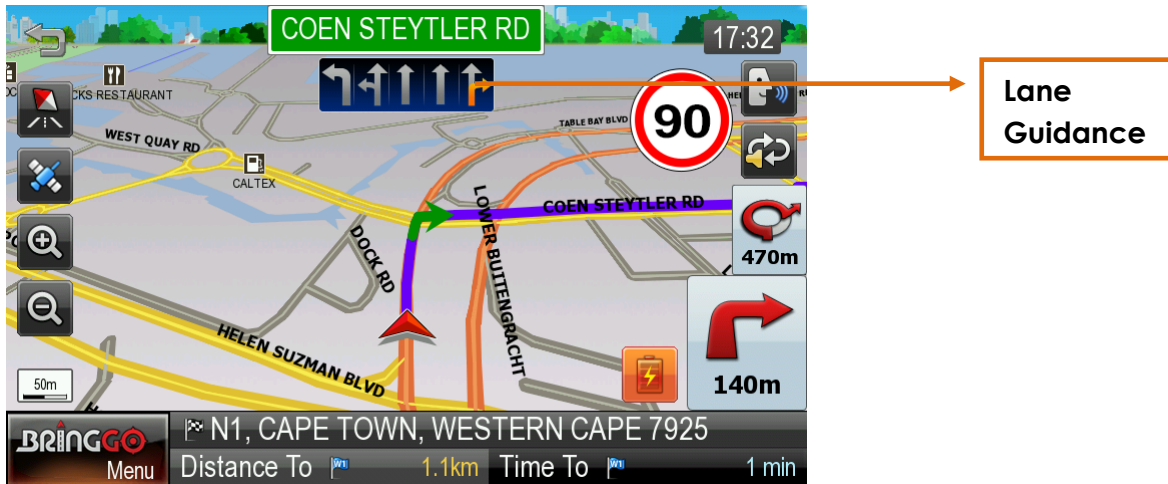 COEN STEYTLER RD
17:32
Lane
Guidance
CKS RESTAURANT
90
TABLE BAY BLVD
WEST QUAY RD
CALTEX
COEN STEYTLER RD
LOWER BUITENGRACHT
DOCK RD
470m
HELEN SUZMAN BLVD
140m
50m
N1, CAPE TOWN, WESTERN CAPE 7925
BRINGGO
Menu
Distance To W1 1.1km Time To W1 1 min